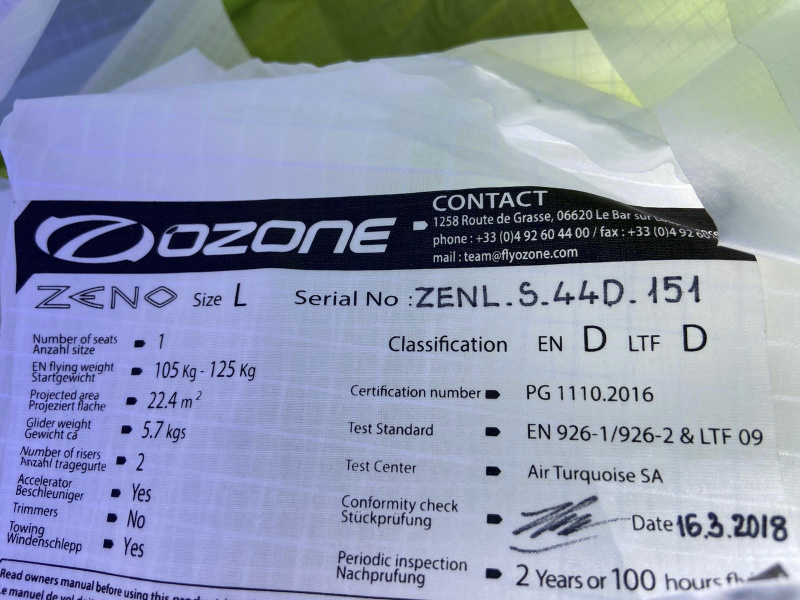 OZONE
CONTACT
1258 Route de Grasse, 06620 Le Bar sur
phone : +33 (0)4 92 60 44 00 / fax : +33 (0)4 92
mail : team@flyozone.com
ZENO Size L Serial No : ZENL.S.44D.151
Classification EN D LTF D
Number of seats
Anzahl sitze
1
EN flying weight
Startgewicht
105 Kg - 125 Kg
Projected area
Projeziert flache
22.4 m²
Glider weight
Gewicht ca
5.7 kgs
Number of risers
Anzahl tragegurte
2
Accelerator
Beschleuniger
Yes
Trimmers
No
Towing
Windenschlepp
Yes
Certification number PG 1110.2016
Test Standard EN 926-1/926-2 & LTF 09
Test Center Air Turquoise SA
Conformity check
Stückprüfung
Date 16.3.2018
Periodic inspection
Nachprufung
2 Years or 100 hours
Read owners manual before using this
Le manuel de vol